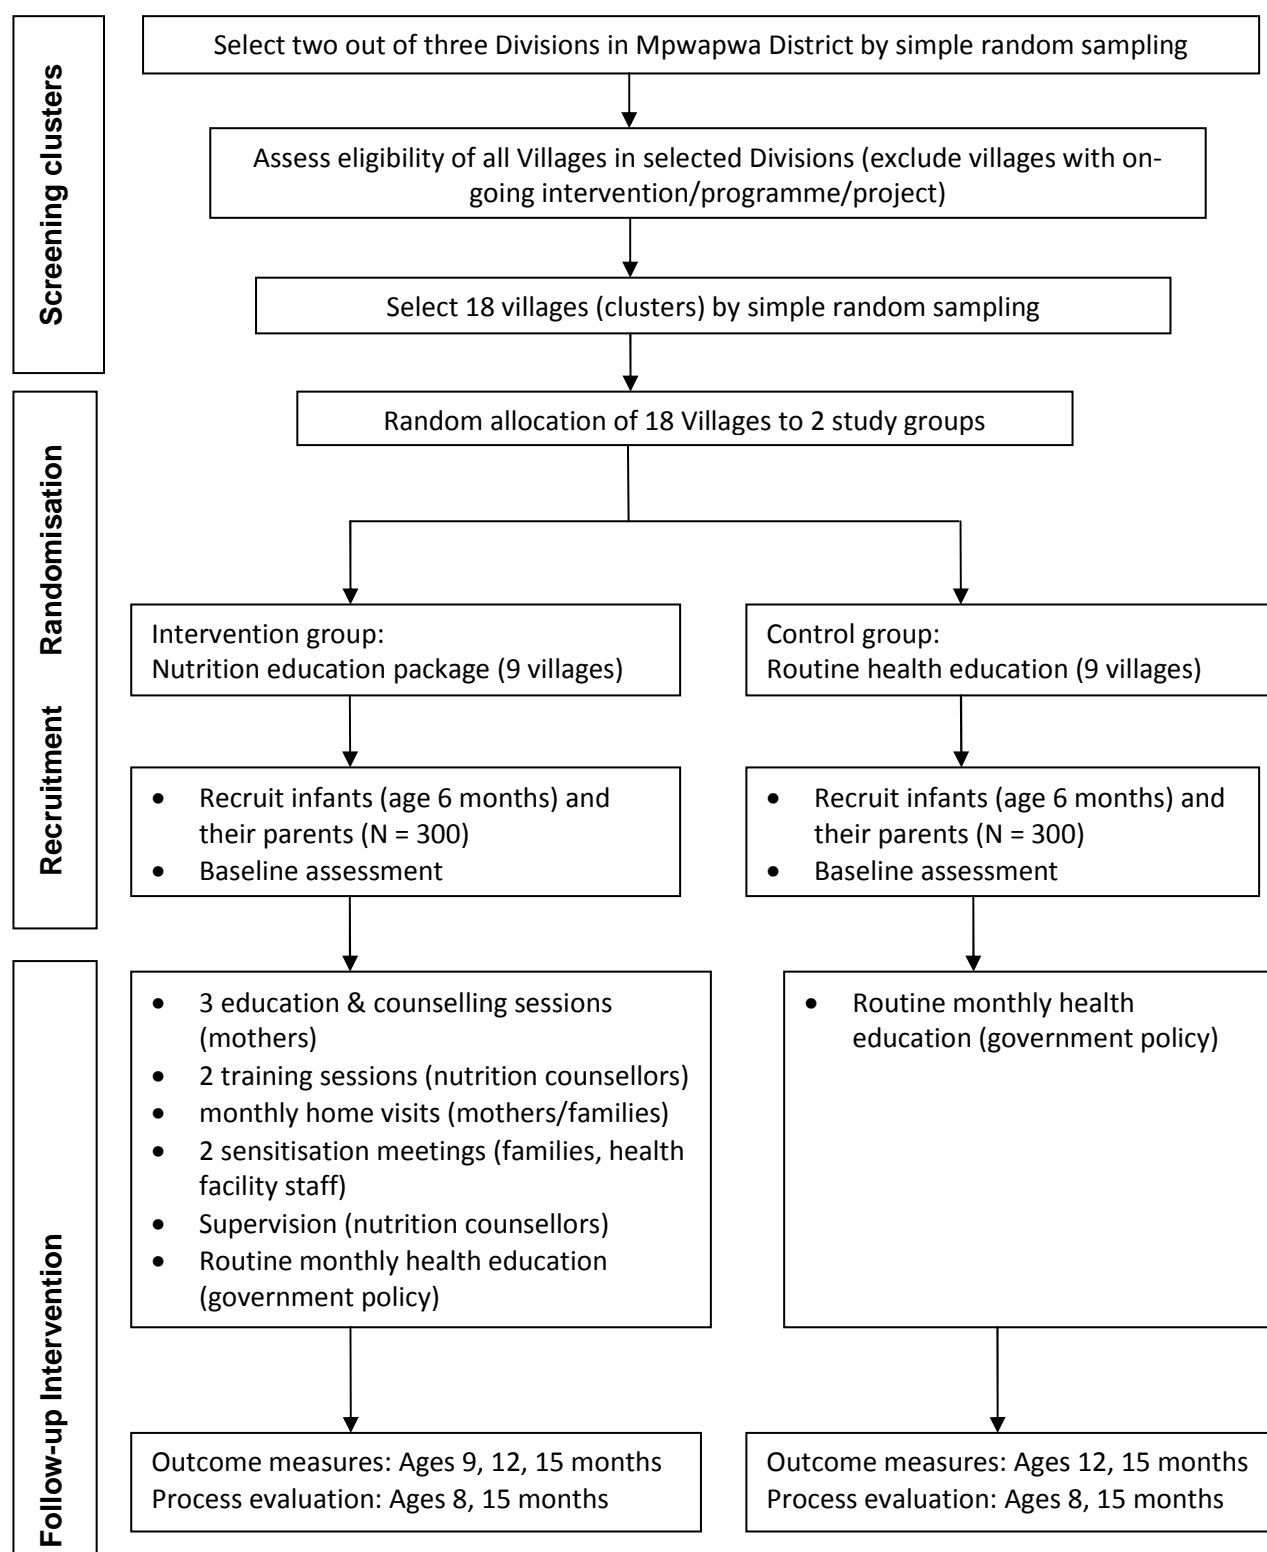 Screening clusters
Select two out of three Divisions in Mpwapwa District by simple random sampling
Assess eligibility of all Villages in selected Divisions (exclude villages with on-
going intervention/programme/project)
Select 18 villages (clusters) by simple random sampling
Recruitment Randomisation
Random allocation of 18 Villages to 2 study groups
Intervention group:
Nutrition education package (9 villages)
Control group:
Routine health education (9 villages)
• Recruit infants (age 6 months) and
their parents (N = 300)
• Baseline assessment
• Recruit infants (age 6 months) and
their parents (N = 300)
• Baseline assessment
Follow-up Intervention
• 3 education & counselling sessions
(mothers)
• 2 training sessions (nutrition counsellors)
• monthly home visits (mothers/families)
• 2 sensitisation meetings (families, health
facility staff)
• Supervision (nutrition counsellors)
• Routine monthly health education
(government policy)
• Routine monthly health
education (government policy)
Outcome measures: Ages 9, 12, 15 months
Process evaluation: Ages 8, 15 months
Outcome measures: Ages 12, 15 months
Process evaluation: Ages 8, 15 months